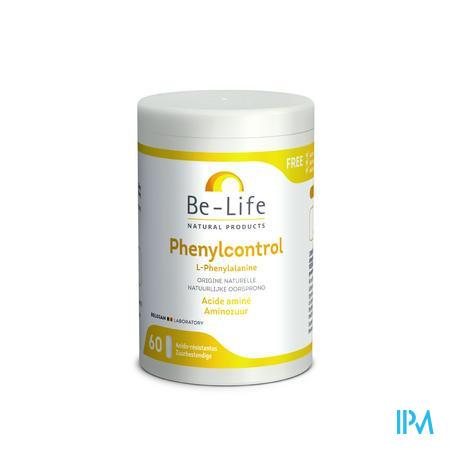 FREE
Be-Life
NATURAL PRODUCTS
Phenylcontrol
L-Phenylalanine
ORIGINE NATURELLE
NATUURLIJKE OORSPRONG
Acide aminé
Aminozuur
BELGIAN LABORATORY
60
Acido-résistantes
Zuurbestendige
IPM